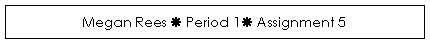 Megan Rees ✸ Period 1✸ Assignment 5